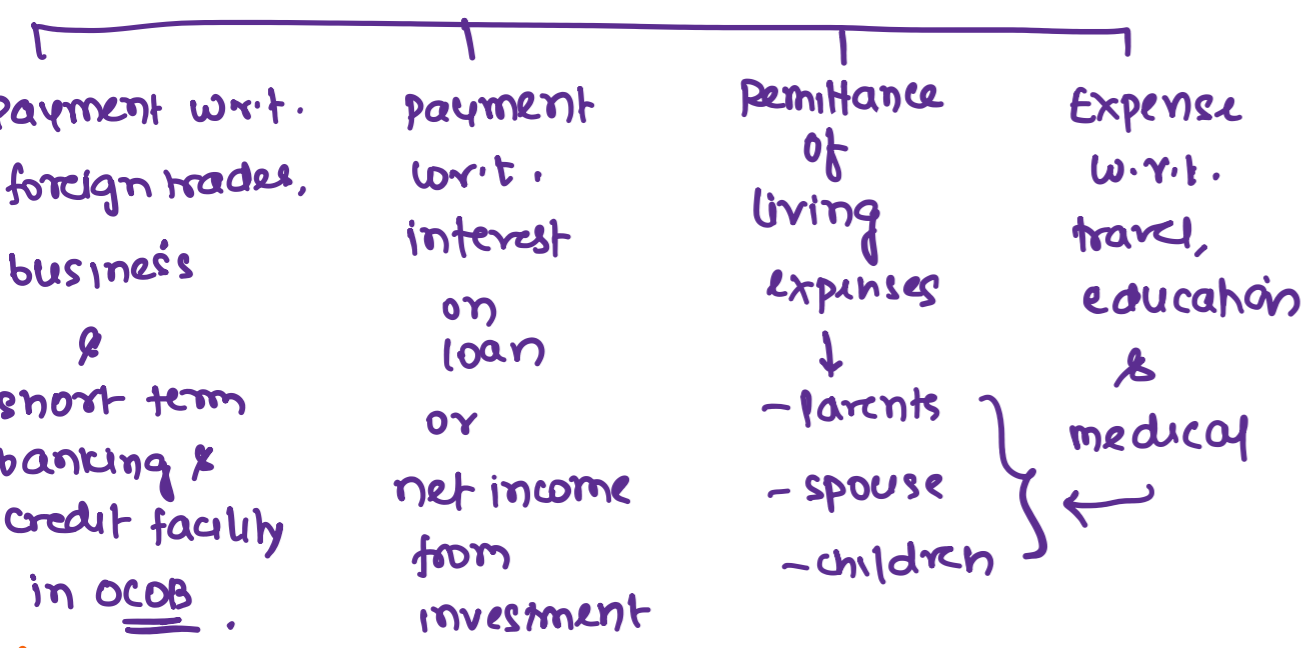 Payment w.r.t.
foreign trades,
business
&
short term
banking &
credit facility
in OCOB.
payment
w.r.t.
interest
on
loan
or
net income
from
investment
Remittance
of
living
expenses
↓
- parents
- spouse
- children
Expense
w.r.t.
travel,
education
&
medical